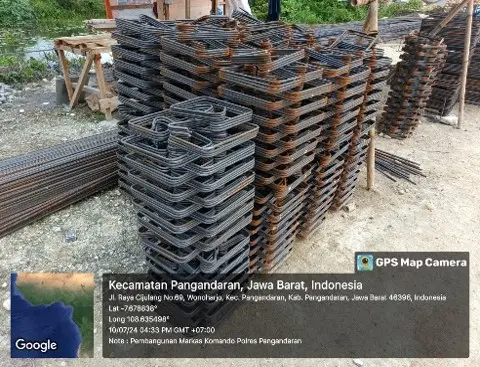 GPS Map Camera
Kecamatan Pangandaran, Jawa Barat, Indonesia
Jl. Raya Cijulang No.69, Wonoharjo, Kec. Pangandaran, Kab. Pangandaran, Jawa Barat 46396, Indonesia
Lat -7.678838°
Long 108.635498°
10/07/24 04:33 PM GMT +07:00
Note : Pembangunan Markas Komando Polres Pangandaran
Google